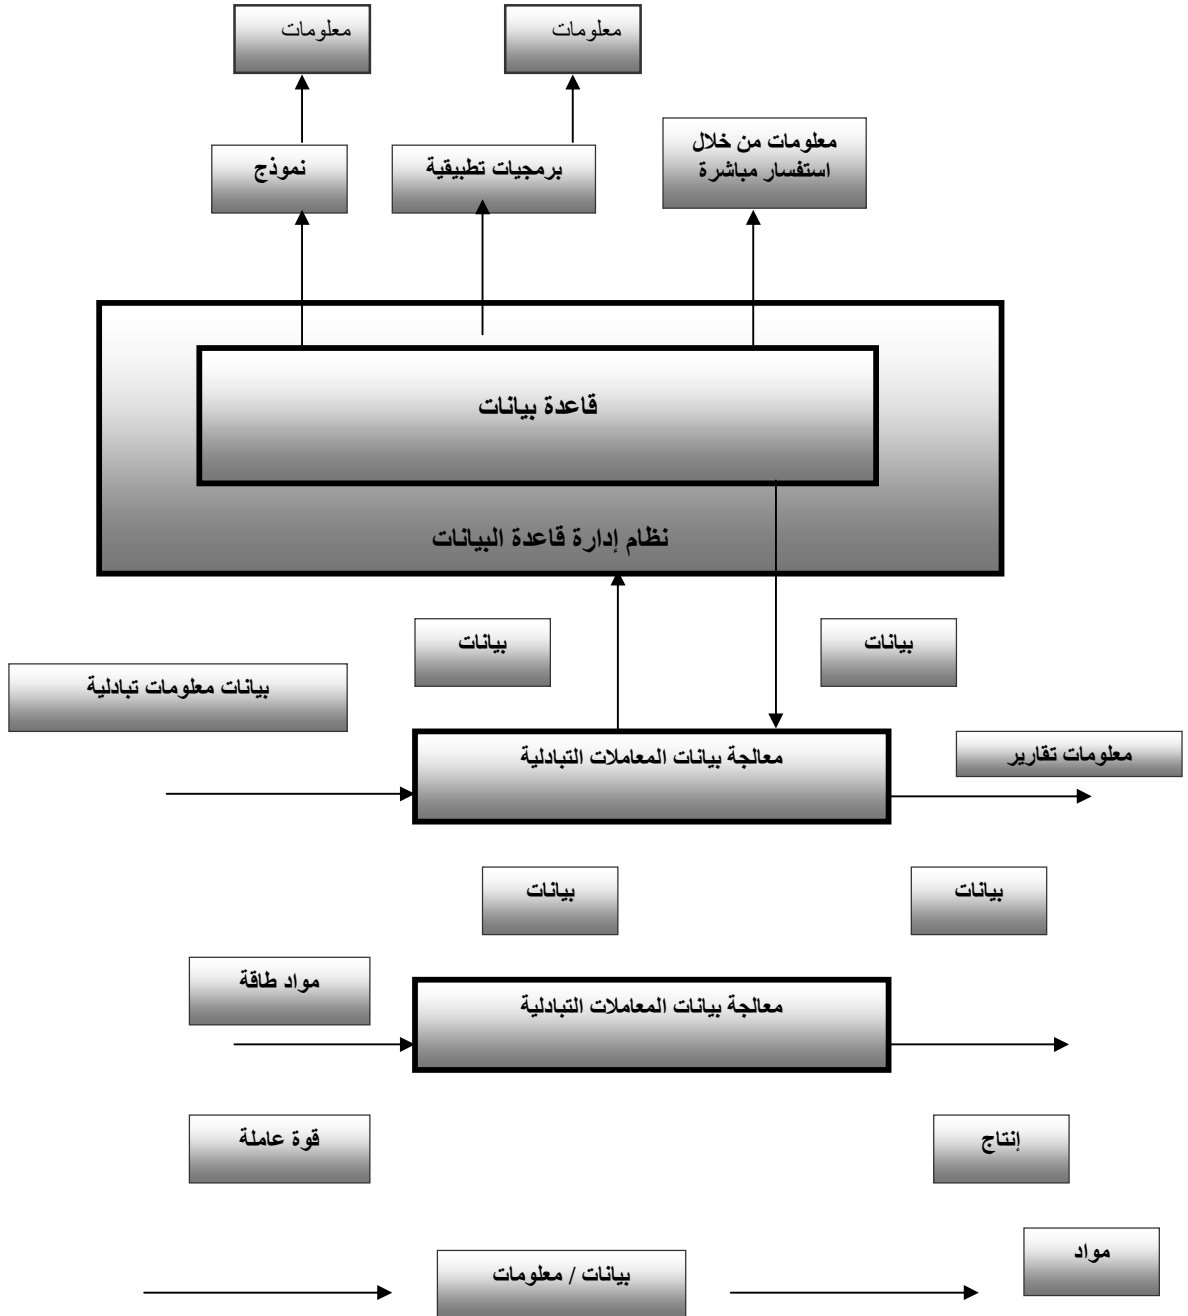 معلومات
معلومات
معلومات من خلال
استفسار مباشرة
برمجيات تطبيقية
نموذج
قاعدة بيانات
نظام إدارة قاعدة البيانات
بيانات
بيانات
بيانات معلومات تبادلية
معلومات تقارير
معالجة بيانات المعاملات التبادلية
بيانات
بيانات
مواد طاقة
معالجة بيانات المعاملات التبادلية
إنتاج
قوة عاملة
مواد
بيانات / معلومات